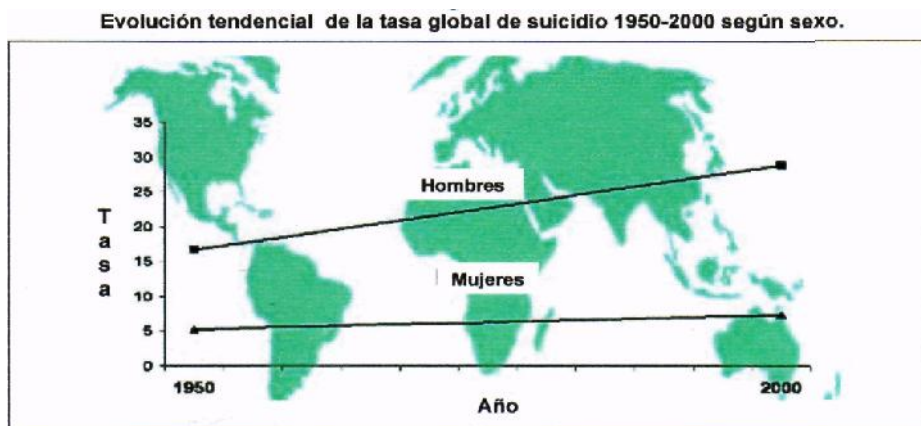 Evolución tendencial de la tasa global de suicidio 1950-2000 según sexo.
35
30
25
20
15
10
5
0
Tasa
Hombres
Mujeres
1950
2000
Año